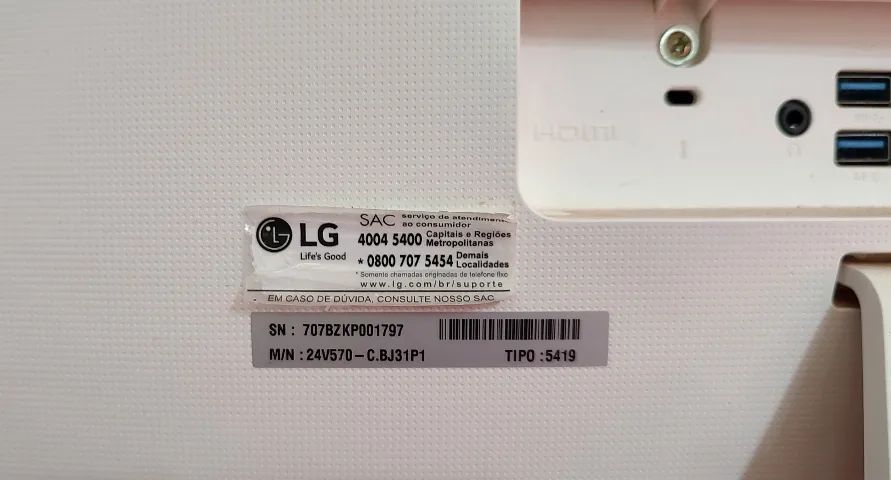 HDMI
LG
Life's Good
SAC serviço de atendimento
ao consumidor
4004 5400 Capitais e Regiões
Metropolitanas
* 0800 707 5454 Demais
Localidades
* Somente chamadas originadas de telefone fixo
www.lg.com/br/suporte
EM CASO DE DÚVIDA, CONSULTE NOSSO SAC
SN : 707BZKP001797
M/N : 24V570-C.BJ31P1 TIPO :5419